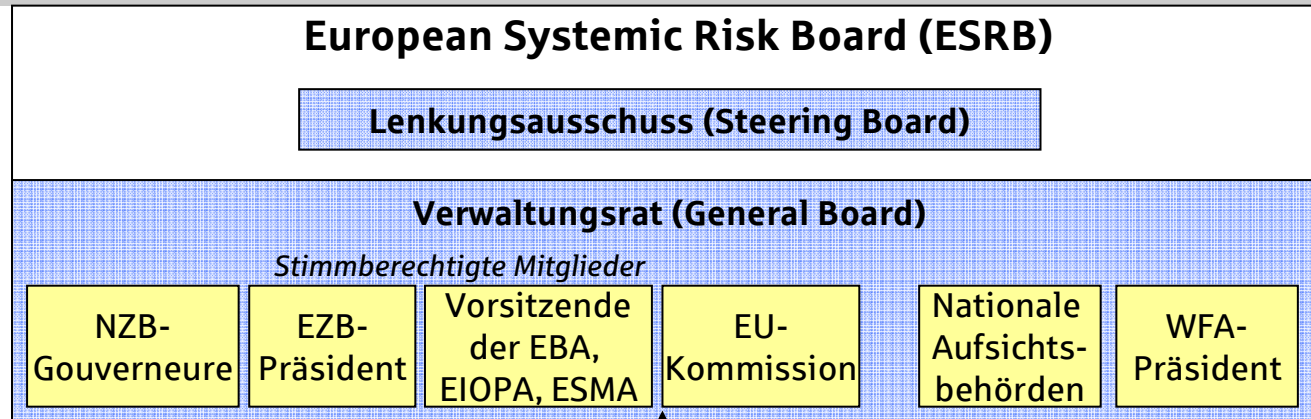 European Systemic Risk Board (ESRB)
Lenkungsausschuss (Steering Board)
Verwaltungsrat (General Board)
Stimmberechtigte Mitglieder
NZB-
Gouverneure
EZB-
Präsident
Vorsitzende
der EBA,
EIOPA, ESMA
EU-
Kommission
Nationale
Aufsichts-
behörden
WFA-
Präsident